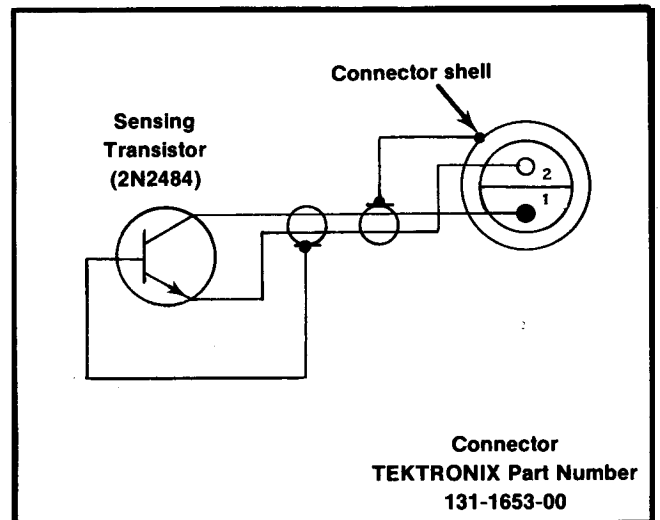 Connector shell
Sensing
Transistor
(2N2484)
2
1
Connector
TEKTRONIX Part Number
131-1653-00